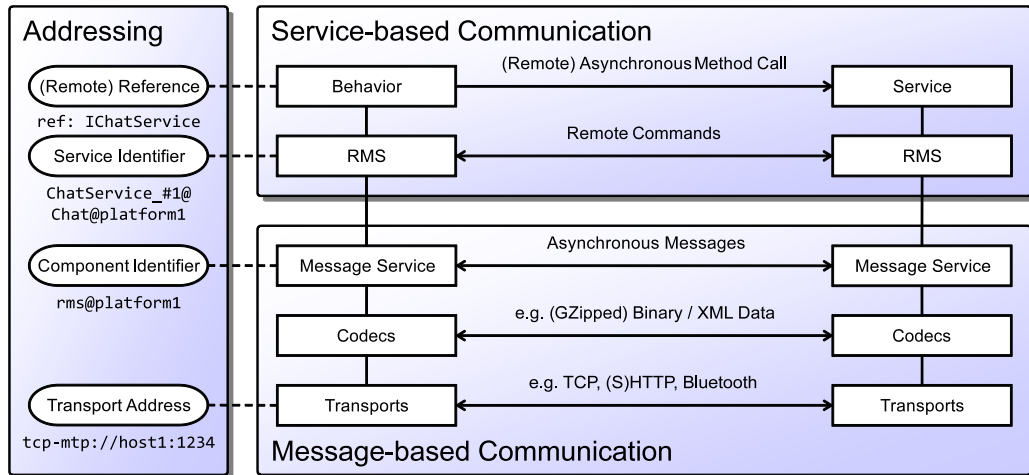 Addressing
(Remote) Reference
ref: IChatService
Service Identifier
ChatService_#1@
Chat@platform1
Component Identifier
rms@platform1
Transport Address
tcp-mtp://host1:1234
Service-based Communication
Behavior
(Remote) Asynchronous Method Call
Service
RMS
Remote Commands
RMS
Message Service
Asynchronous Messages
Message Service
Codecs
e.g. (GZipped) Binary / XML Data
Codecs
Transports
e.g. TCP, (S)HTTP, Bluetooth
Transports
Message-based Communication